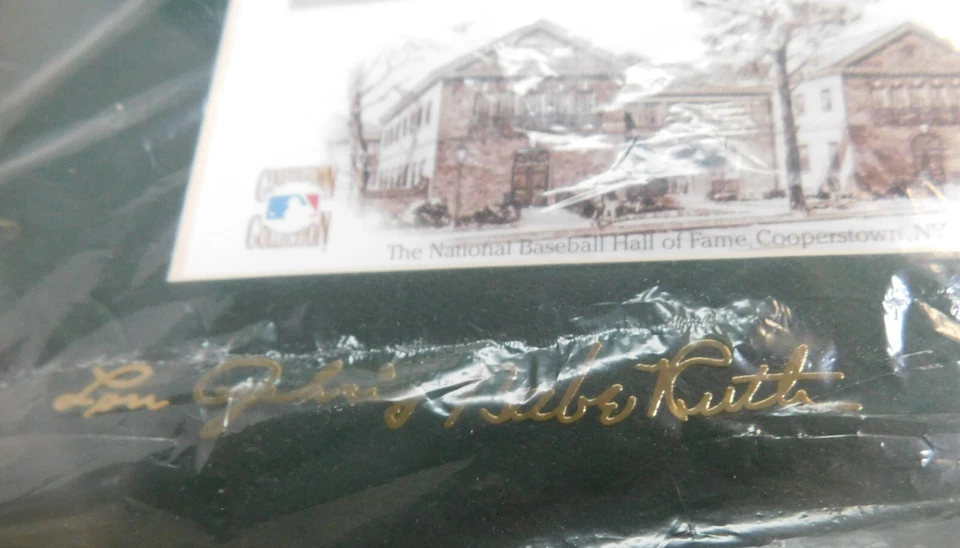 COOPERSTOWN
COLLECTION
The National Baseball Hall of Fame, Cooperstown, NY
Lou Gehrig Babe Ruth